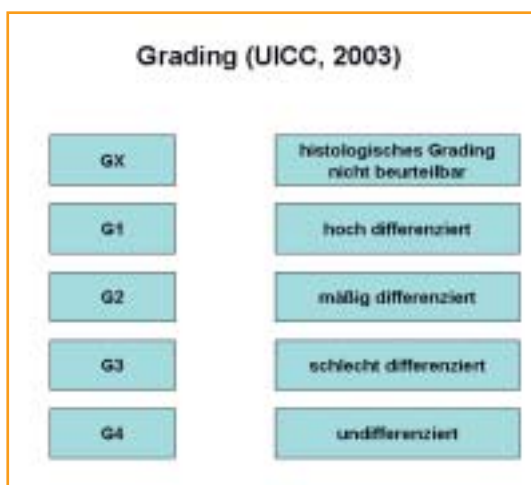 Grading (UICC, 2003)
GX
histologisches Grading
nicht beurteilbar
G1
hoch differenziert
G2
mäßig differenziert
G3
schlecht differenziert
G4
undifferenziert